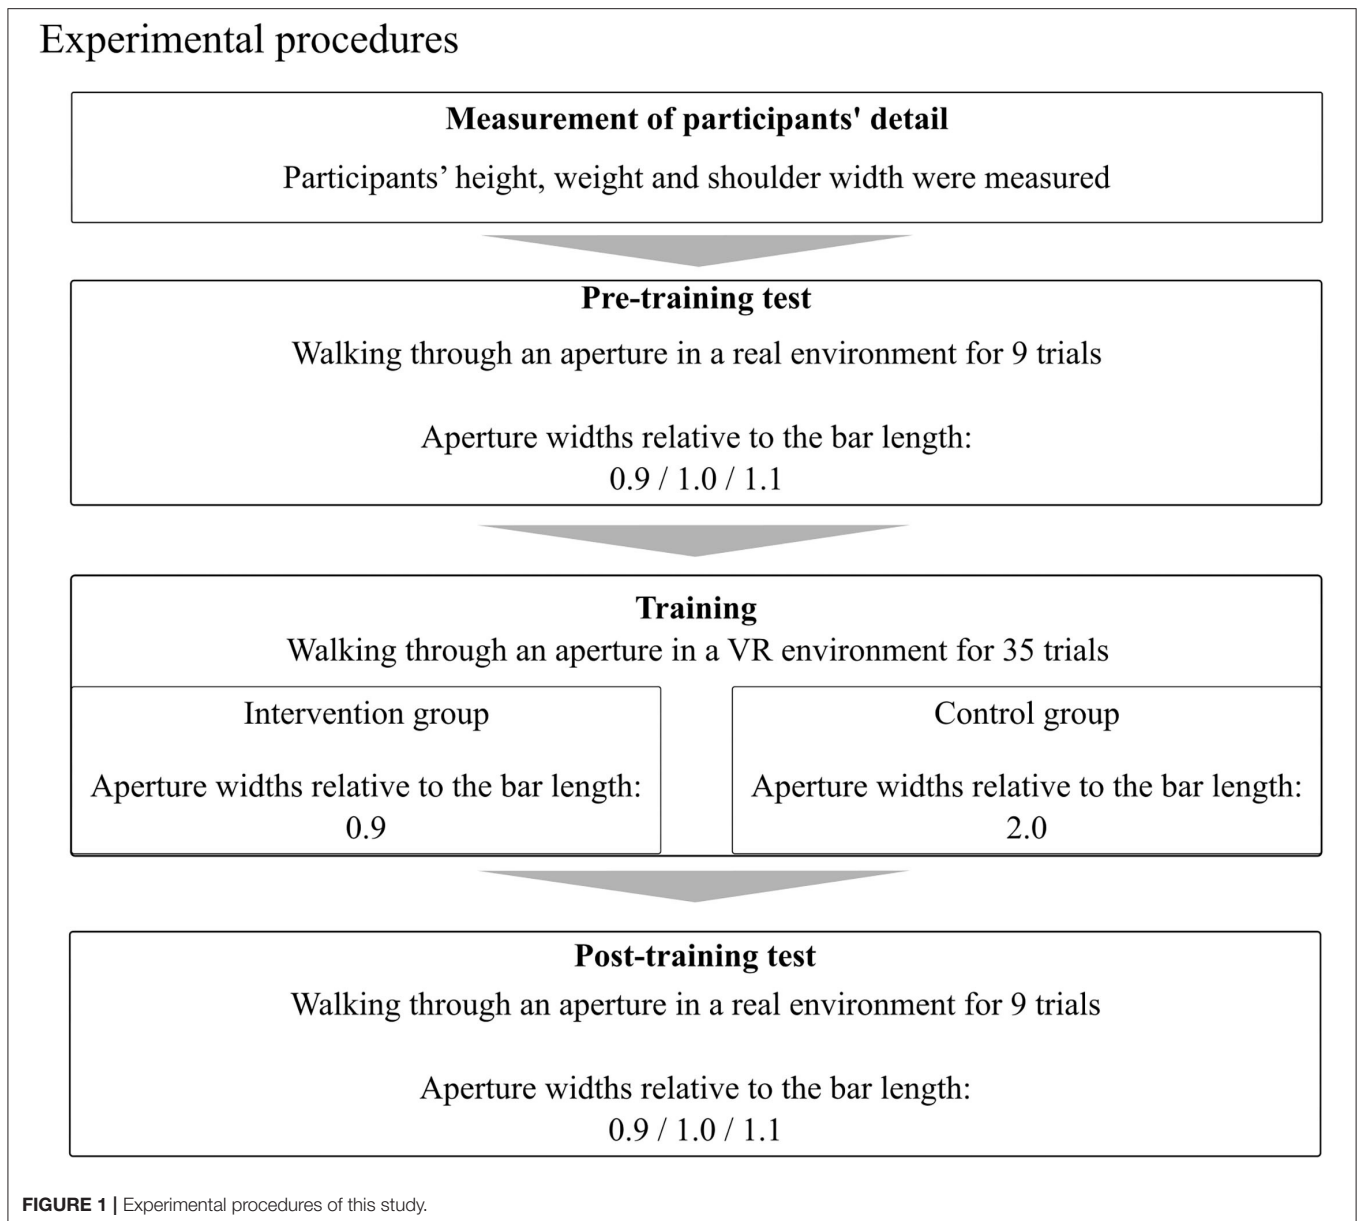 Experimental procedures
Measurement of participants' detail
Participants’ height, weight and shoulder width were measured
Pre-training test
Walking through an aperture in a real environment for 9 trials
Aperture widths relative to the bar length:
0.9 / 1.0 / 1.1
Training
Walking through an aperture in a VR environment for 35 trials
Intervention group
Aperture widths relative to the bar length:
0.9
Control group
Aperture widths relative to the bar length:
2.0
Post-training test
Walking through an aperture in a real environment for 9 trials
Aperture widths relative to the bar length:
0.9 / 1.0 / 1.1
FIGURE 1 | Experimental procedures of this study.